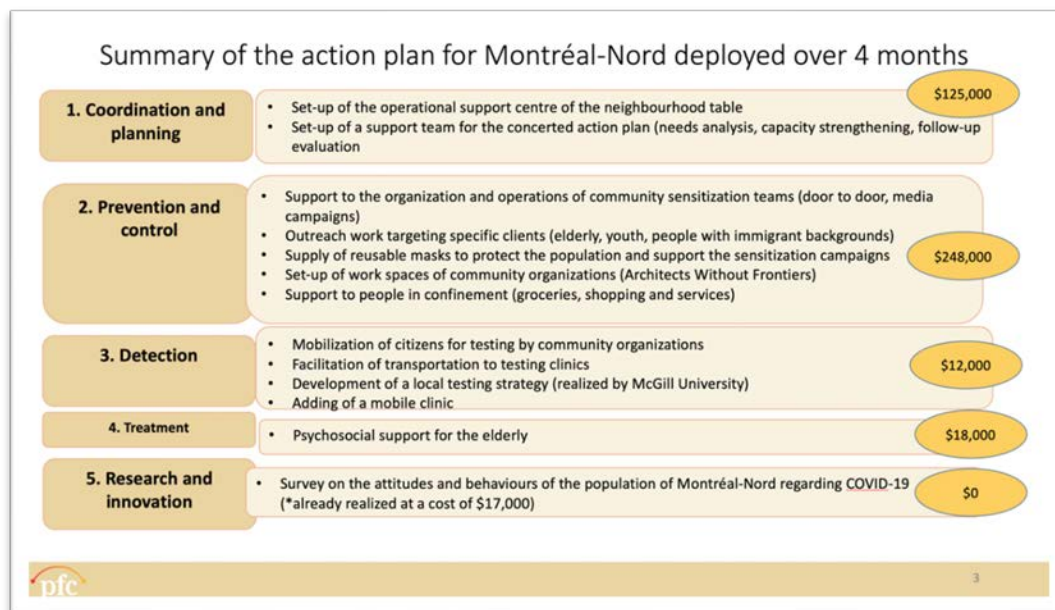 Summary of the action plan for Montréal-Nord deployed over 4 months
1. Coordination and
planning
• Set-up of the operational support centre of the neighbourhood table
• Set-up of a support team for the concerted action plan (needs analysis, capacity strengthening, follow-up
evaluation
$125,000
2. Prevention and
control
• Support to the organization and operations of community sensitization teams (door to door, media
campaigns)
• Outreach work targeting specific clients (elderly, youth, people with immigrant backgrounds)
• Supply of reusable masks to protect the population and support the sensitization campaigns
• Set-up of work spaces of community organizations (Architects Without Frontiers)
• Support to people in confinement (groceries, shopping and services)
$248,000
3. Detection
• Mobilization of citizens for testing by community organizations
• Facilitation of transportation to testing clinics
• Development of a local testing strategy (realized by McGill University)
• Adding of a mobile clinic
$12,000
4. Treatment
• Psychosocial support for the elderly
$18,000
5. Research and
innovation
• Survey on the attitudes and behaviours of the population of Montréal-Nord regarding COVID-19
(*already realized at a cost of $17,000)
$0
pfc
3